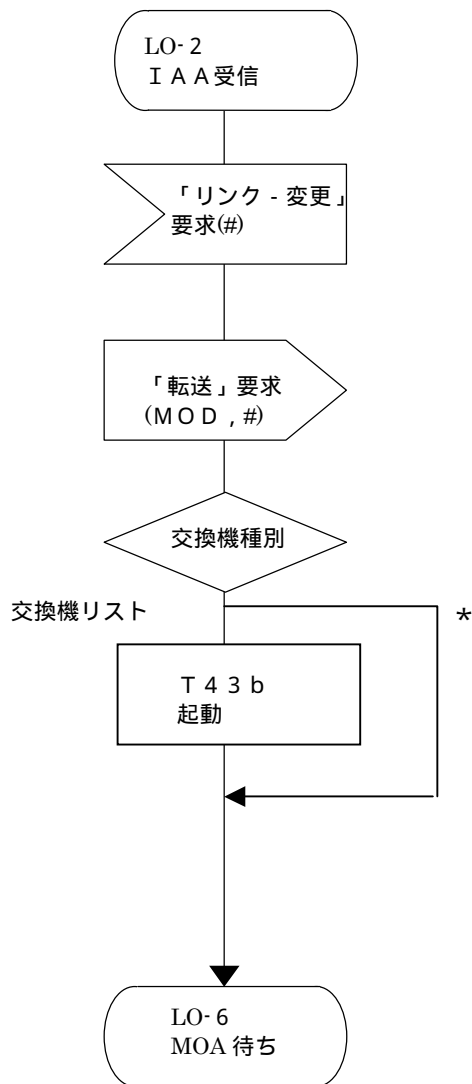 LO-2
ＩＡＡ受信
「リンク‐変更」
要求(#)
「転送」要求
(ＭＯＤ，#)
交換機種別
交換機リスト
＊
Ｔ４３ｂ
起動
LO-6
MOA 待ち